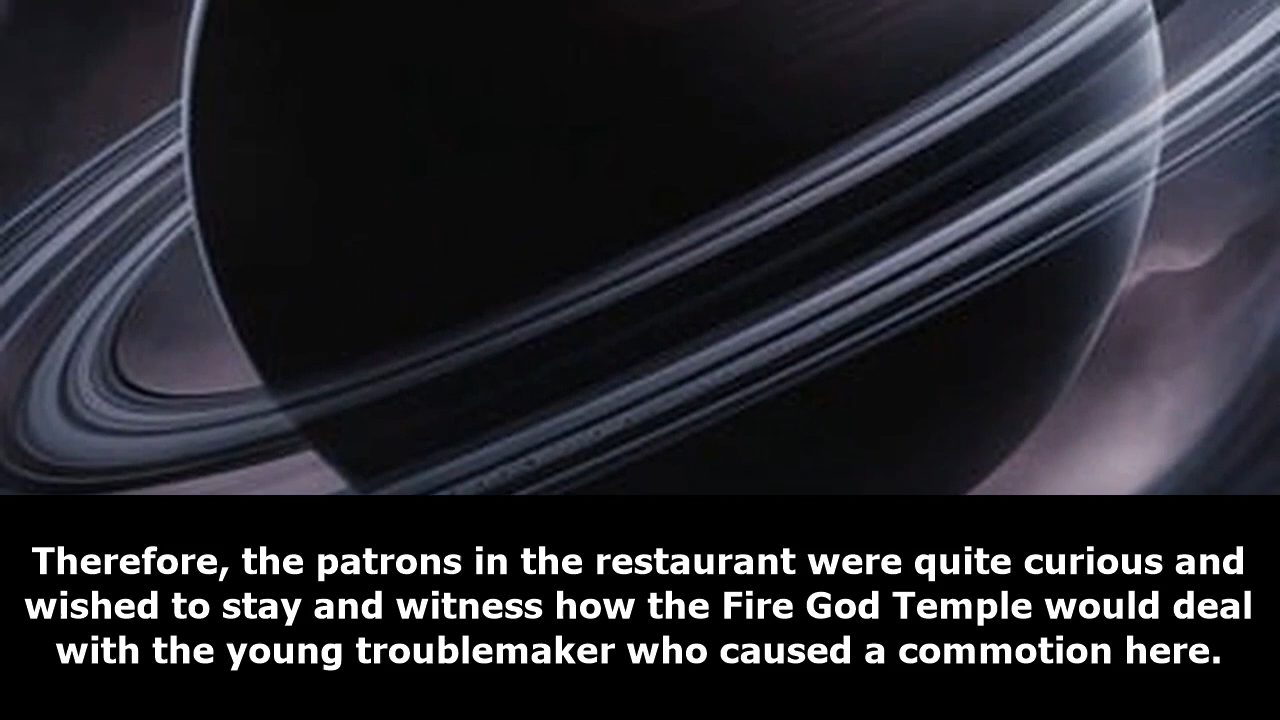 Therefore, the patrons in the restaurant were quite curious and
wished to stay and witness how the Fire God Temple would deal
with the young troublemaker who caused a commotion here.